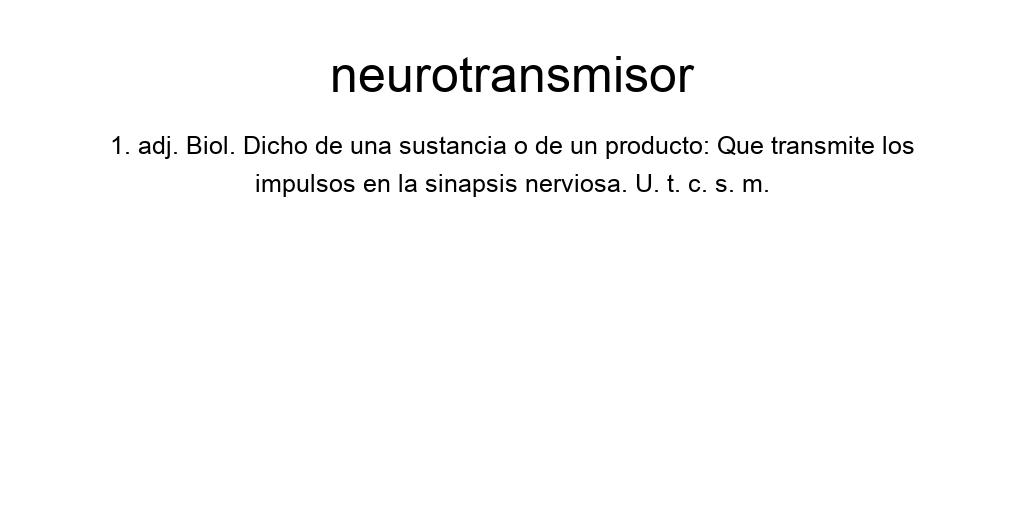 neurotransmisor
1. adj. Biol. Dicho de una sustancia o de un producto: Que transmite los
impulsos en la sinapsis nerviosa. U. t. c. s. m.